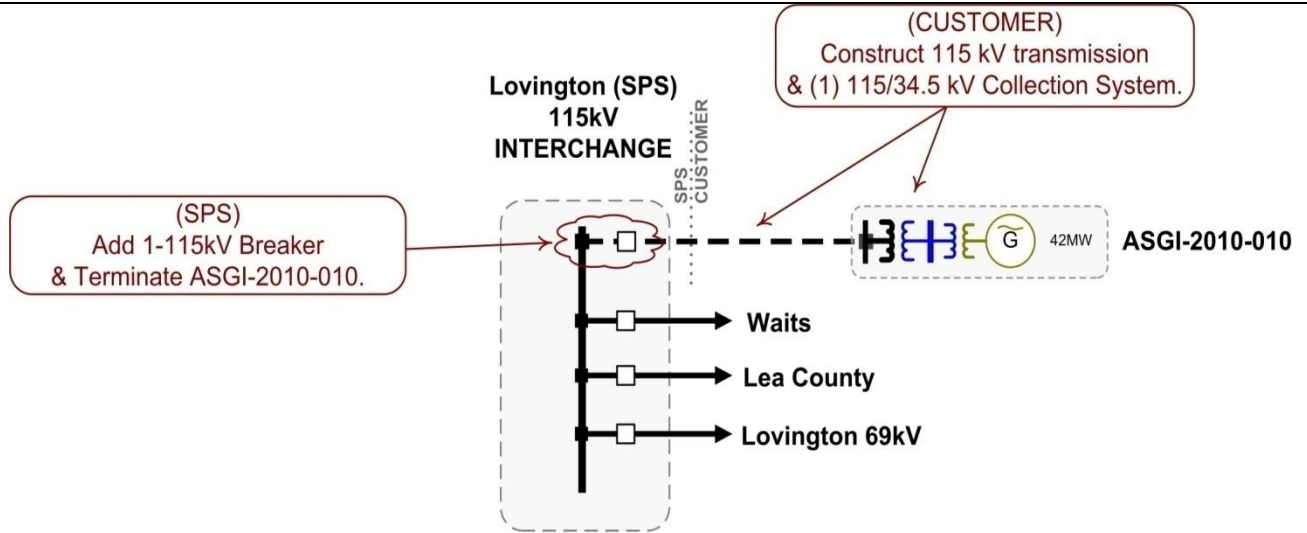 (CUSTOMER)
Construct 115 kV transmission
& (1) 115/34.5 kV Collection System.
Lovington (SPS)
115kV
INTERCHANGE
SPS
CUSTOMER
(SPS)
Add 1-115kV Breaker
& Terminate ASGI-2010-010.
G
42MW
ASGI-2010-010
Waits
Lea County
Lovington 69kV